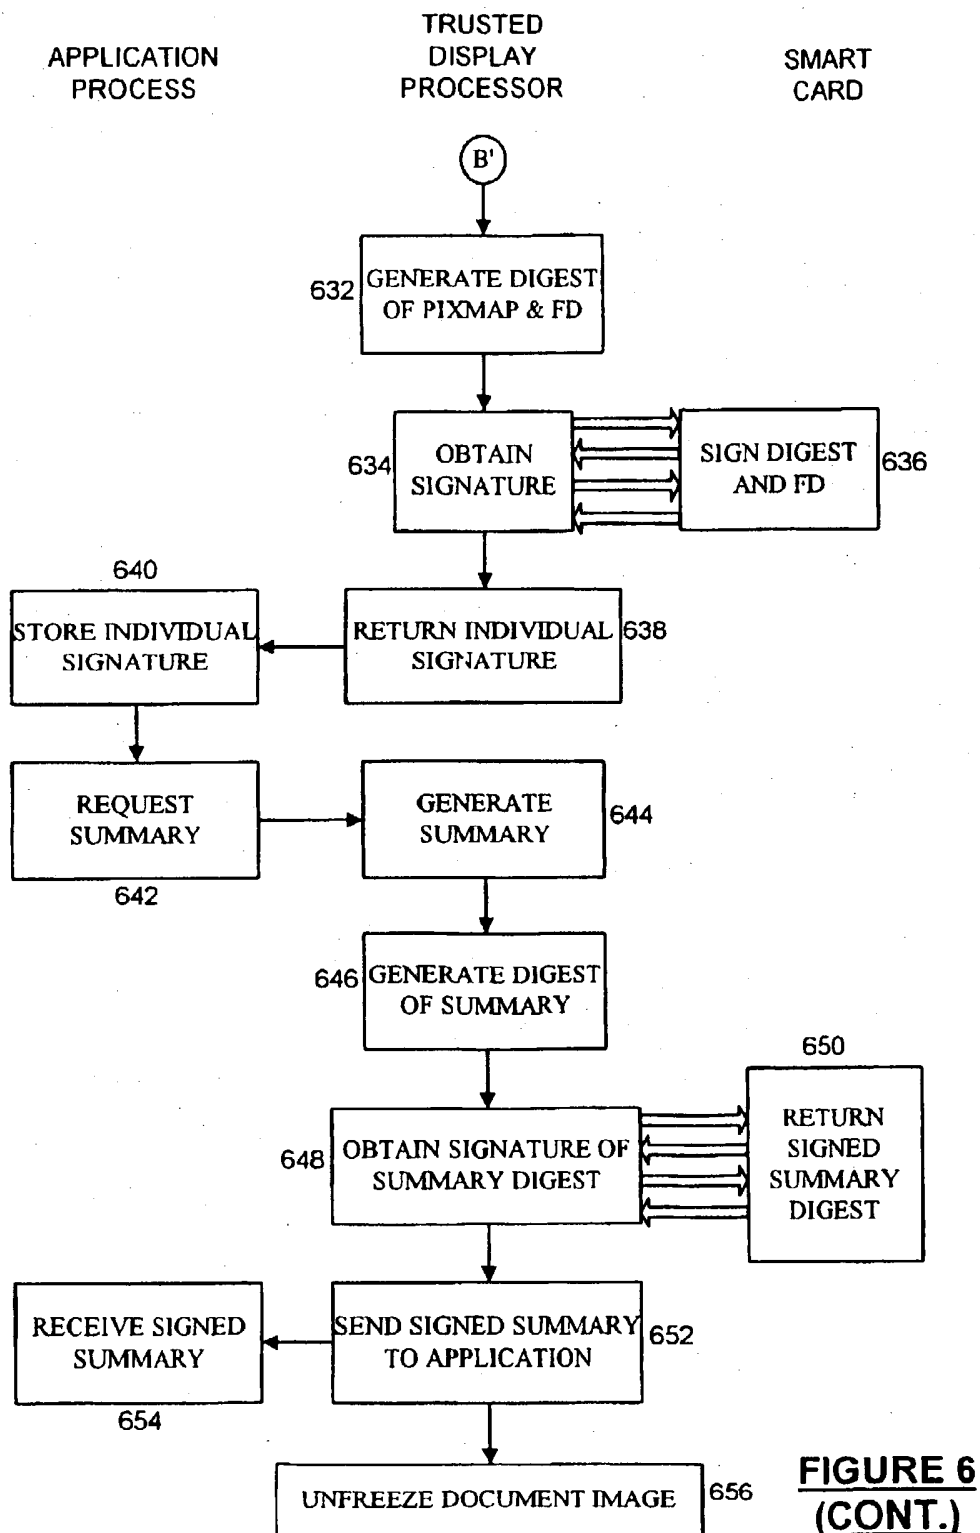 APPLICATION
PROCESS
TRUSTED
DISPLAY
PROCESSOR
SMART
CARD
B'
632
GENERATE DIGEST
OF PIXMAP & FD
634
OBTAIN
SIGNATURE
SIGN DIGEST
AND FD
636
640
STORE INDIVIDUAL
SIGNATURE
RETURN INDIVIDUAL
SIGNATURE
638
REQUEST
SUMMARY
642
GENERATE
SUMMARY
644
646
GENERATE DIGEST
OF SUMMARY
650
648
OBTAIN SIGNATURE OF
SUMMARY DIGEST
RETURN
SIGNED
SUMMARY
DIGEST
RECEIVE SIGNED
SUMMARY
654
SEND SIGNED SUMMARY
TO APPLICATION
652
UNFREEZE DOCUMENT IMAGE
656
FIGURE 6
(CONT.)